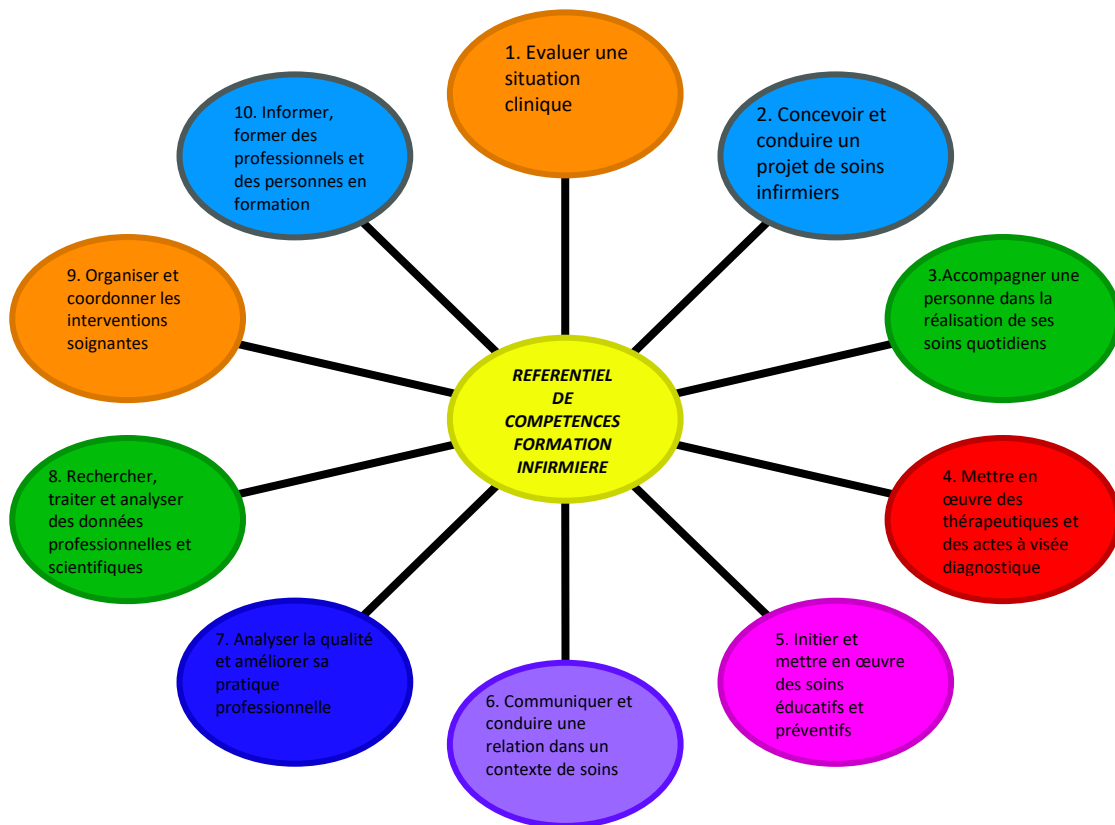 1. Evaluer une
situation
clinique
2. Concevoir et
conduire un
projet de soins
infirmiers
3.Accompagner une
personne dans la
réalisation de ses
soins quotidiens
4. Mettre en
œuvre des
thérapeutiques et
des actes à visée
diagnostique
5. Initier et
mettre en œuvre
des soins
éducatifs et
préventifs
6. Communiquer et
conduire une
relation dans un
contexte de soins
7. Analyser la qualité
et améliorer sa
pratique
professionnelle
8. Rechercher,
traiter et analyser
des données
professionnelles et
scientifiques
9. Organiser et
coordonner les
interventions
soignantes
10. Informer,
former des
professionnels et
des personnes en
formation
REFERENTIEL
DE
COMPETENCES
FORMATION
INFIRMIERE